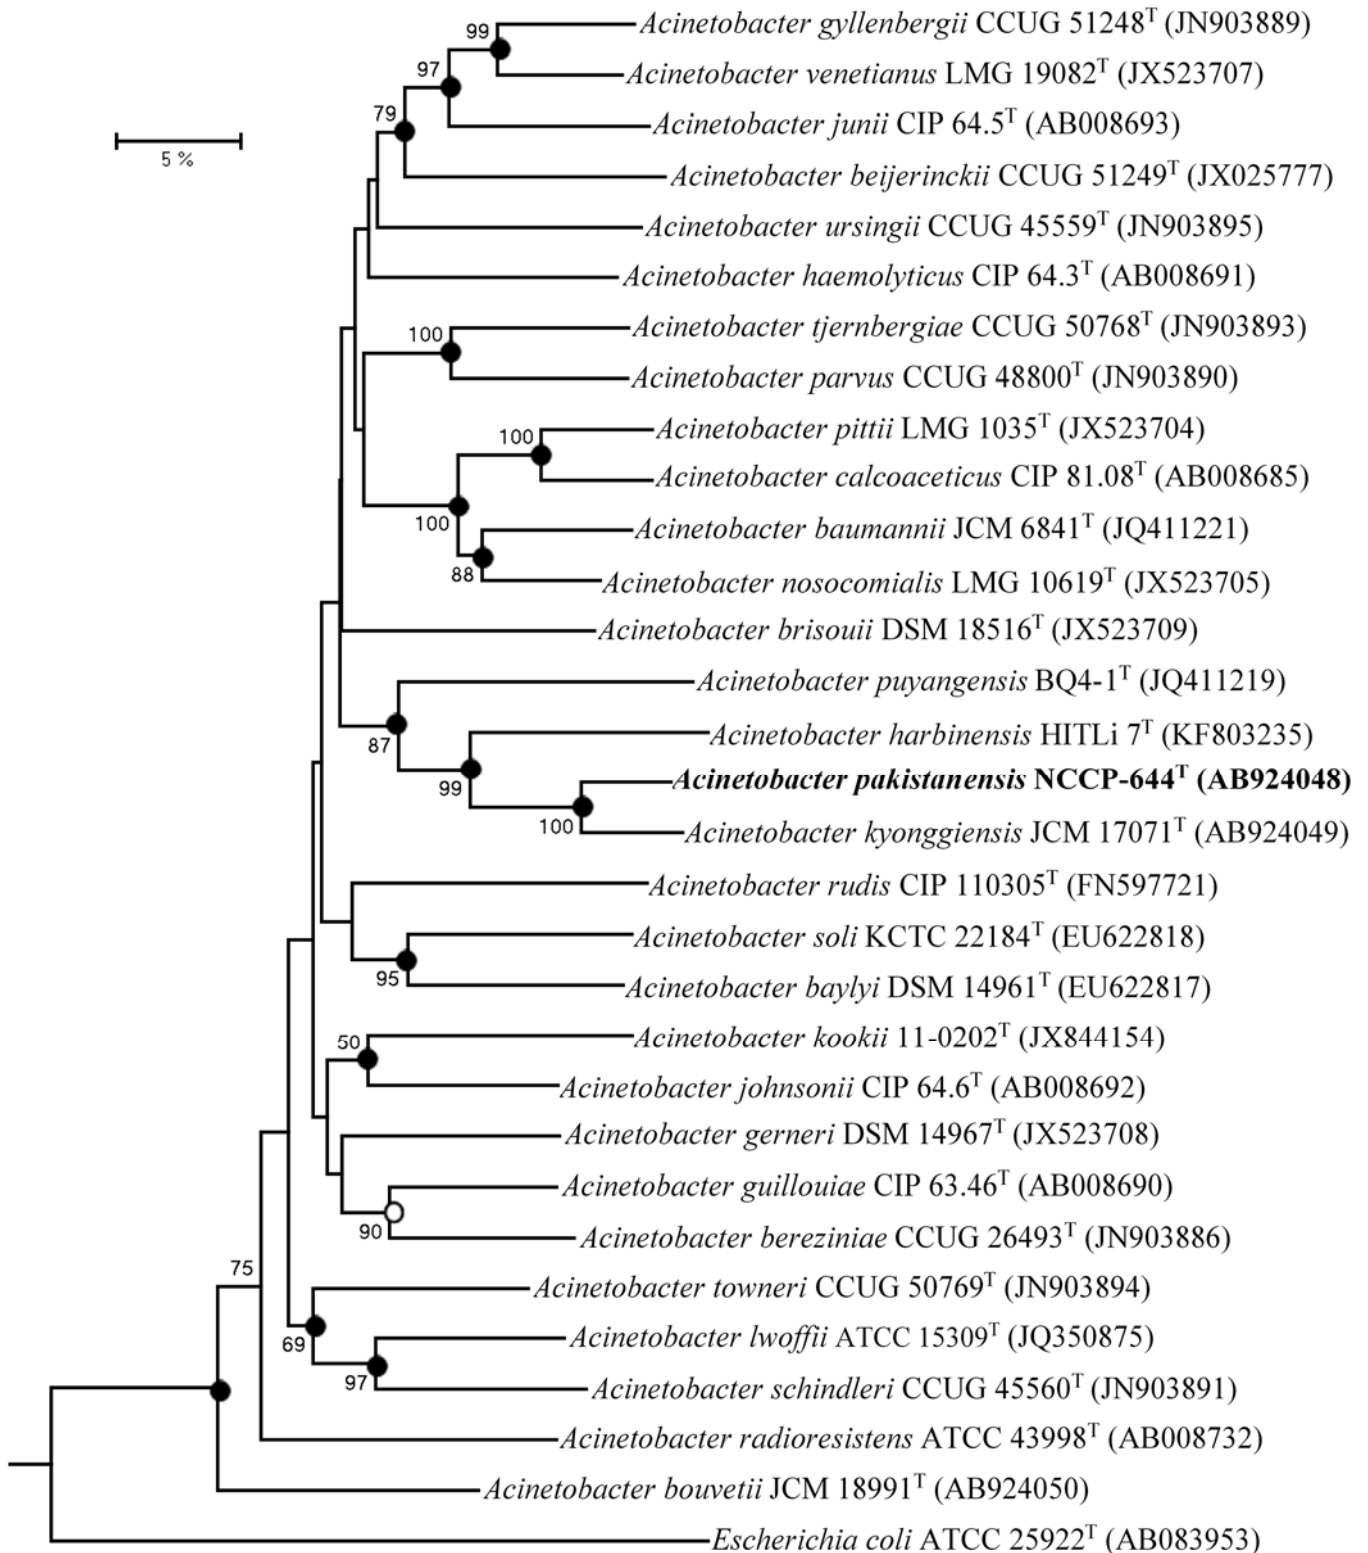 99
Acinetobacter gyllenbergii CCUG 51248T (JN903889)
97
Acinetobacter venetianus LMG 19082T (JX523707)
79
Acinetobacter junii CIP 64.5T (AB008693)
5 %
Acinetobacter beijerinckii CCUG 51249T (JX025777)
Acinetobacter ursingii CCUG 45559T (JN903895)
Acinetobacter haemolyticus CIP 64.3T (AB008691)
100
Acinetobacter tjernbergiae CCUG 50768T (JN903893)
Acinetobacter parvus CCUG 48800T (JN903890)
100
Acinetobacter pittii LMG 1035T (JX523704)
Acinetobacter calcoaceticus CIP 81.08T (AB008685)
100
Acinetobacter baumannii JCM 6841T (JQ411221)
88
Acinetobacter nosocomialis LMG 10619T (JX523705)
Acinetobacter brisouii DSM 18516T (JX523709)
Acinetobacter puyangensis BQ4-1T (JQ411219)
87
Acinetobacter harbinensis HITLi 7T (KF803235)
99
Acinetobacter pakistanensis NCCP-644T (AB924048)
100
Acinetobacter kyonggiensis JCM 17071T (AB924049)
Acinetobacter rudis CIP 110305T (FN597721)
Acinetobacter soli KCTC 22184T (EU622818)
95
Acinetobacter baylyi DSM 14961T (EU622817)
50
Acinetobacter kookii 11-0202T (JX844154)
Acinetobacter johnsonii CIP 64.6T (AB008692)
Acinetobacter gerneri DSM 14967T (JX523708)
Acinetobacter guillouiae CIP 63.46T (AB008690)
90
Acinetobacter bereziniae CCUG 26493T (JN903886)
75
Acinetobacter towneri CCUG 50769T (JN903894)
69
Acinetobacter lwoffii ATCC 15309T (JQ350875)
97
Acinetobacter schindleri CCUG 45560T (JN903891)
Acinetobacter radioresistens ATCC 43998T (AB008732)
Acinetobacter bouvetii JCM 18991T (AB924050)
Escherichia coli ATCC 25922T (AB083953)